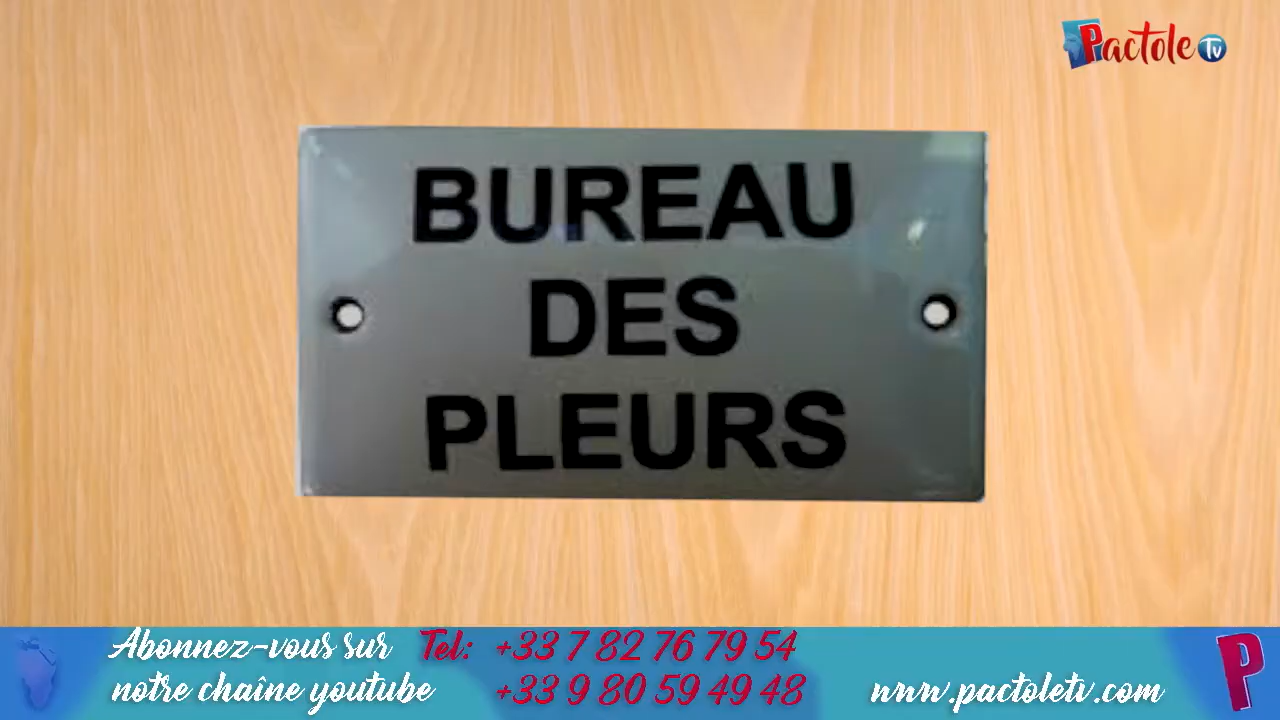 Pactole Tv
BUREAU
DES
PLEURS
Abonnez-vous sur
notre chaîne youtube
Tel: +33 7 82 76 79 54
+33 9 80 59 49 48
www.pactoletv.com
P